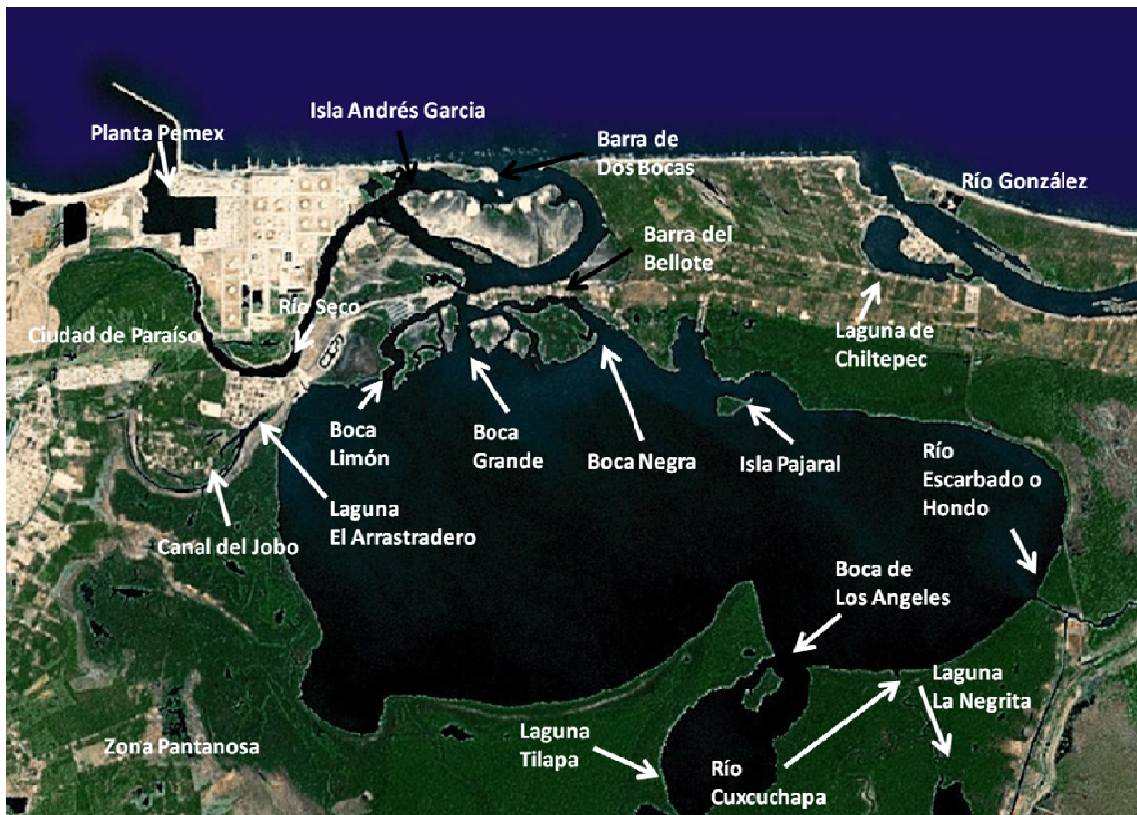 Isla Andrés Garcia
Planta Pemex
Barra de
Dos Bocas
Río González
Barra del
Bellote
Río Seco
Ciudad de Paraíso
Laguna de
Chiltepec
Boca
Limón
Boca
Grande
Boca Negra
Isla Pajaral
Río
Escarbado o
Hondo
Laguna
El Arrastradero
Canal del Jobo
Boca de
Los Angeles
Laguna
La Negrita
Laguna
Tilapa
Zona Pantanosa
Río
Cuxcuchapa